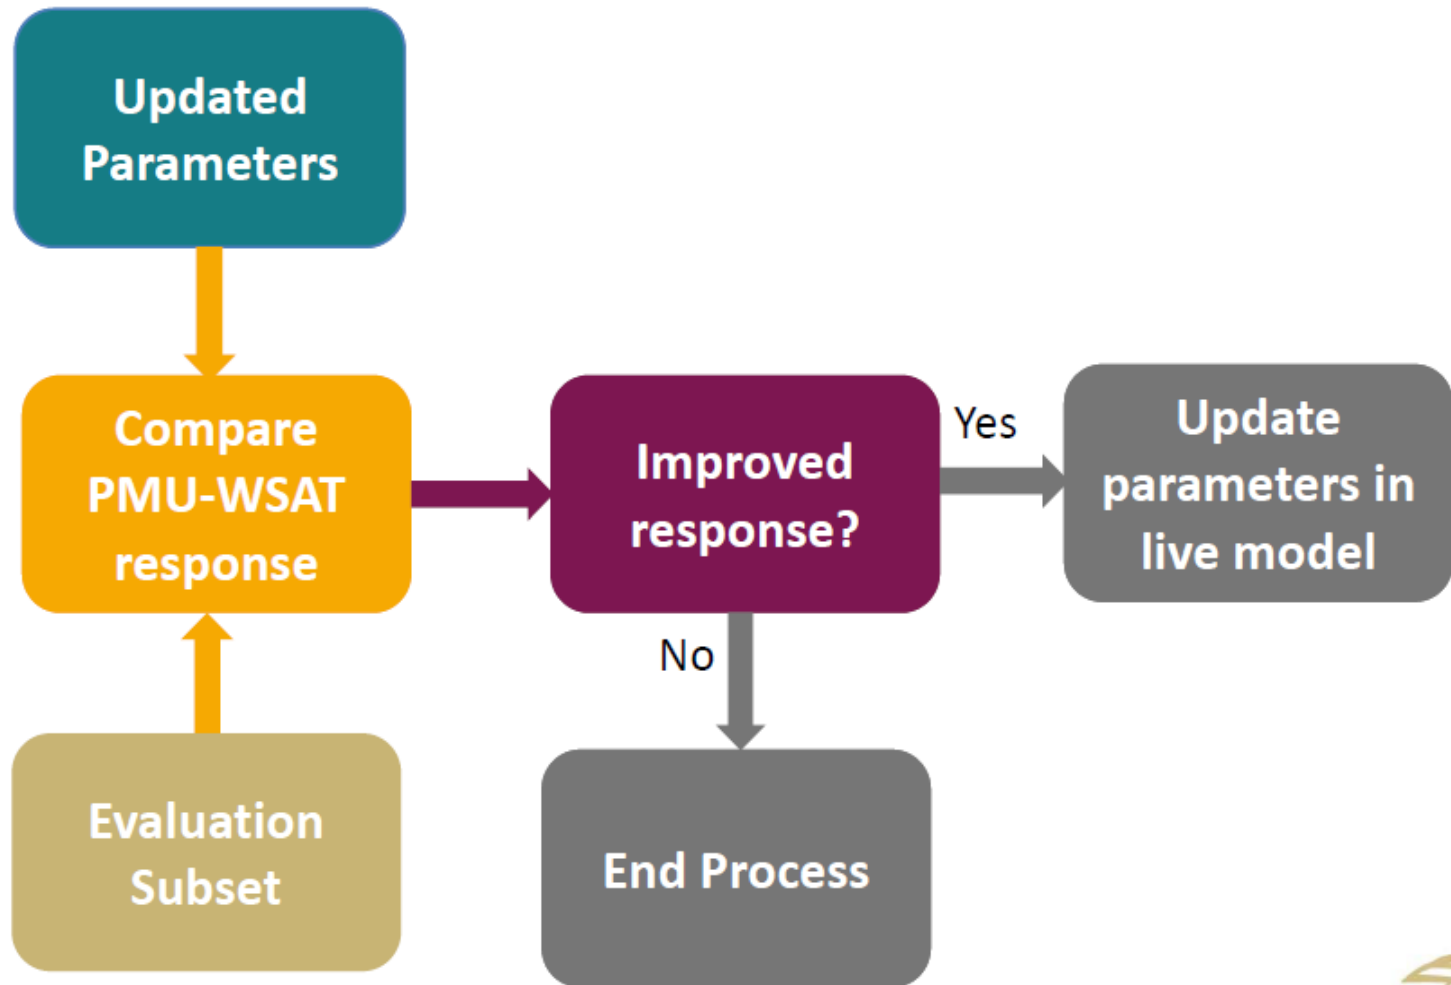 Updated
Parameters
Compare
PMU-WSAT
response
Improved
response?
Yes
Update
parameters in
live model
No
Evaluation
Subset
End Process